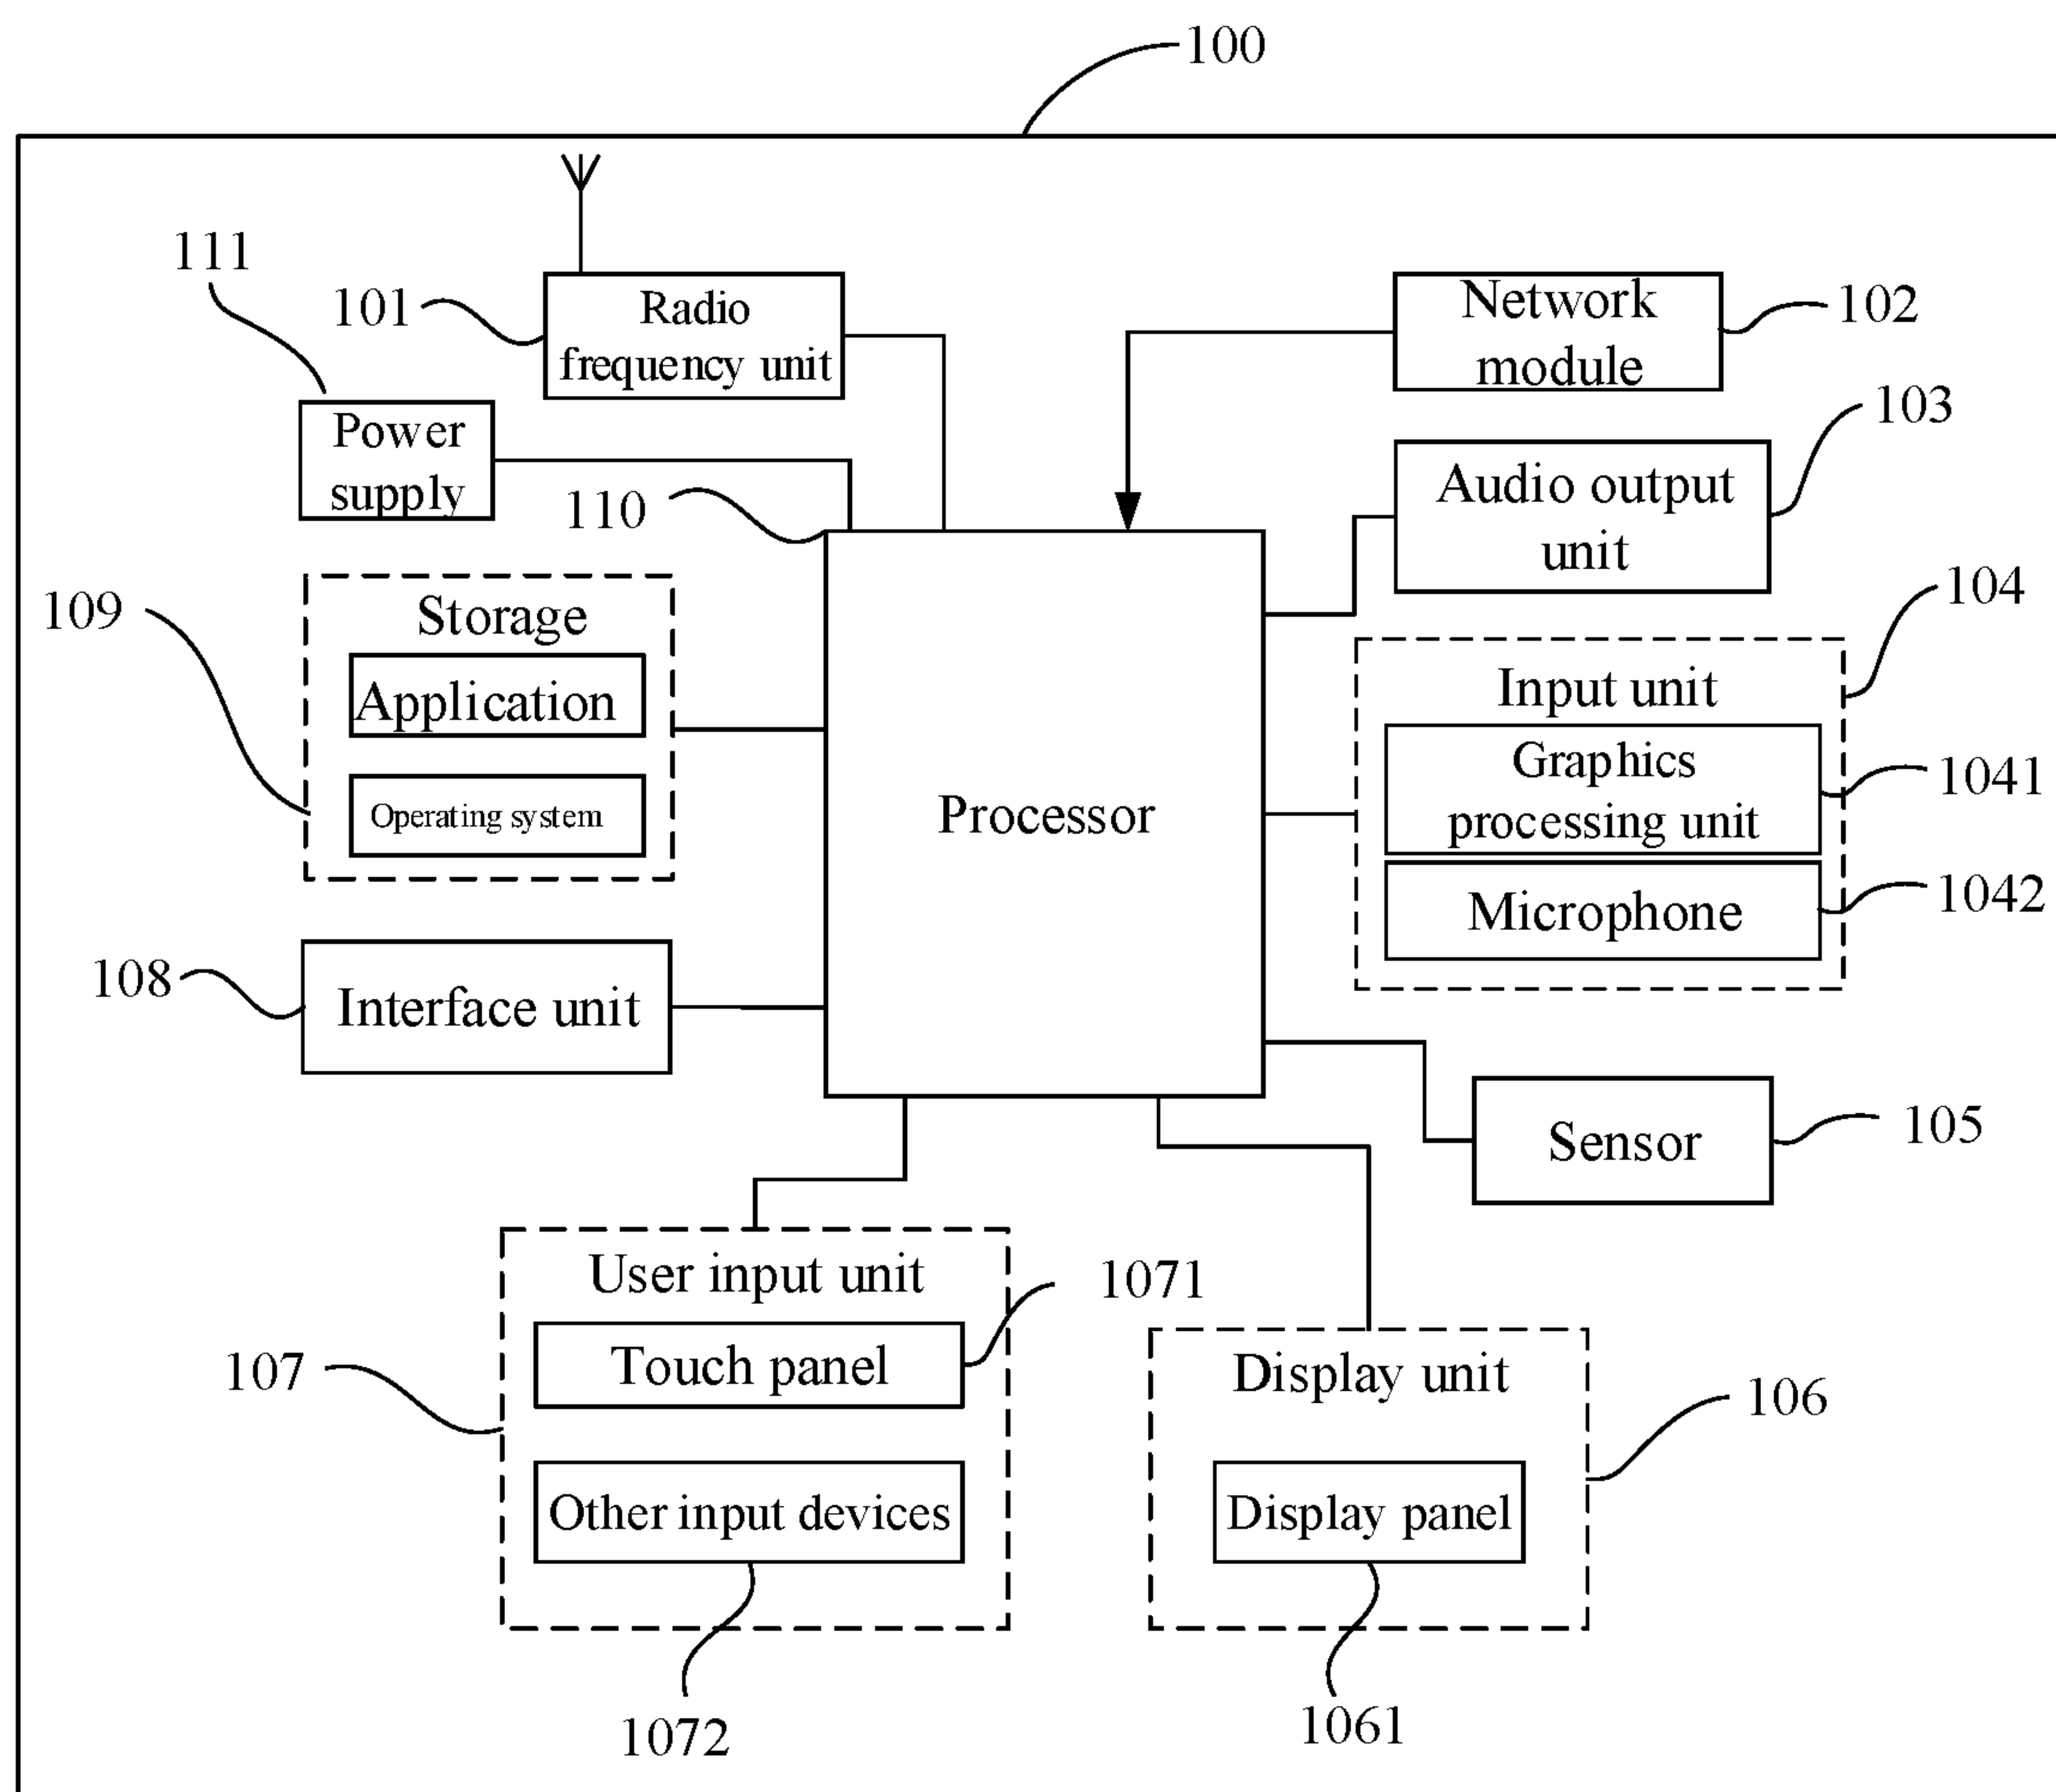 100
111
101
Radio
frequency unit
Network
module
102
Power
supply
103
110
Audio output
unit
109
Storage
Application
Operating system
104
Input unit
Graphics
processing unit
1041
Microphone
1042
Processor
108
Interface unit
Sensor
105
User input unit
1071
Touch panel
107
Other input devices
1072
Display unit
106
Display panel
1061